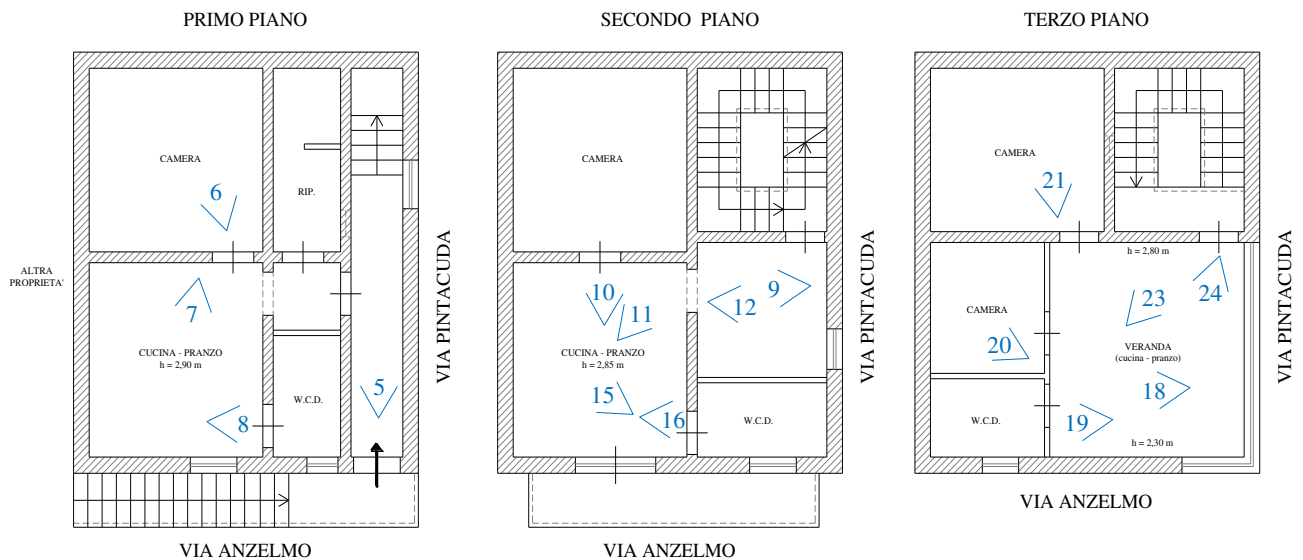 PRIMO PIANO
CAMERA
6
RIP.
ALTRA
PROPRIETA'
7
CUCINA - PRANZO
h = 2,90 m
8
W.C.D.
5
VIA PINTACUDA
VIA ANZELMO
SECONDO PIANO
CAMERA
10
11
12
9
CUCINA - PRANZO
h = 2,85 m
15
16
W.C.D.
VIA PINTACUDA
VIA ANZELMO
TERZO PIANO
CAMERA
21
h = 2,80 m
24
23
CAMERA
20
VERANDA
(cucina - pranzo)
18
19
W.C.D.
h = 2,30 m
VIA PINTACUDA
VIA ANZELMO